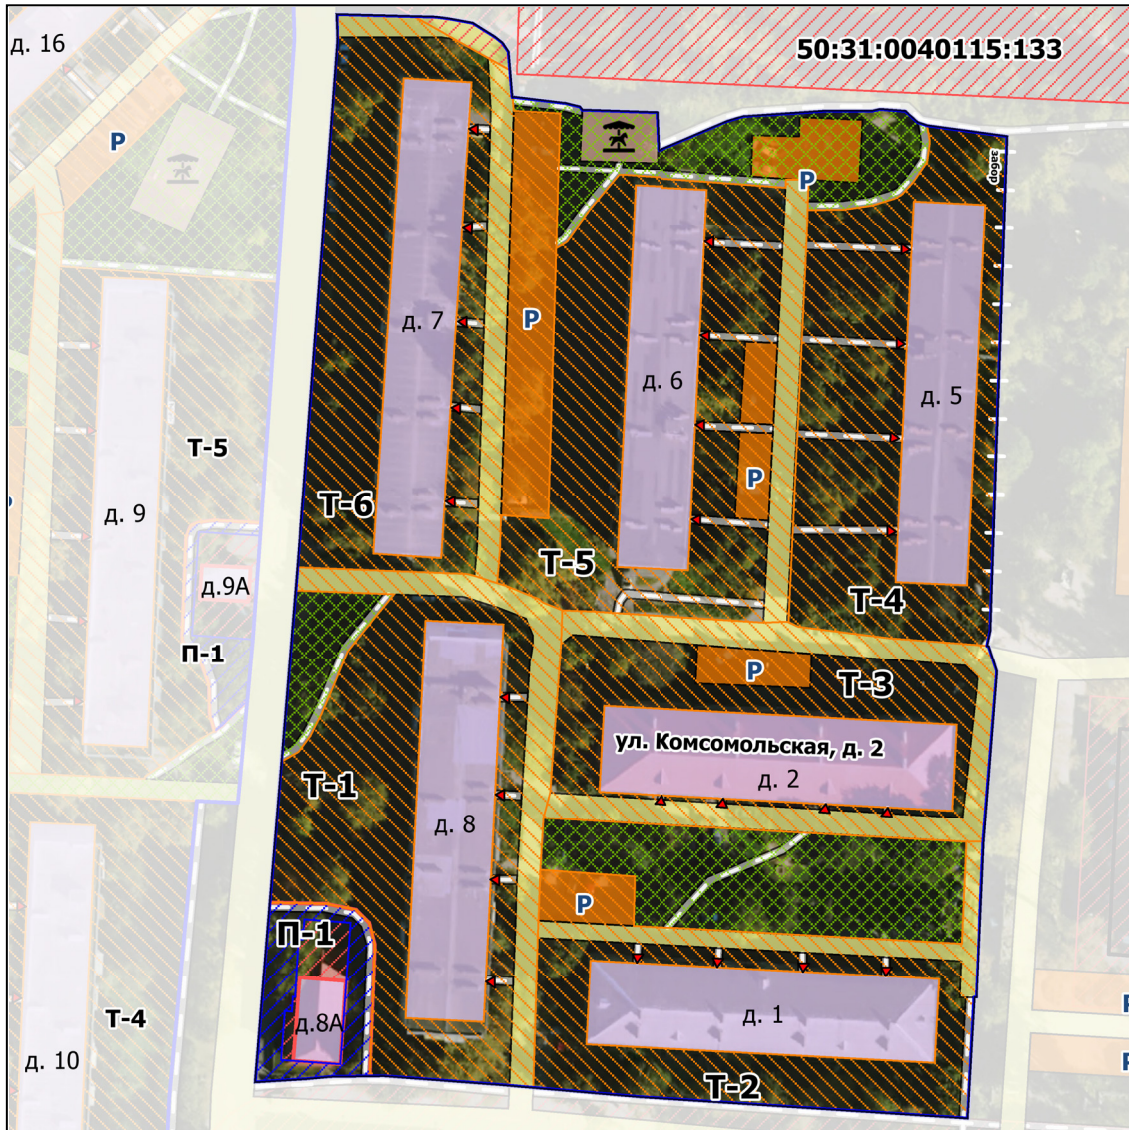 д. 16
50:31:0040115:133
P
забор
P
д. 7
P
д. 6
д. 5
Т-5
P
Т-6
д. 9
Т-5
д.9А
Т-4
П-1
P
Т-3
ул. Комсомольская, д. 2
д. 2
Т-1
д. 8
P
П-1
д.8А
д. 1
Т-4
P
д. 10
P
Т-2